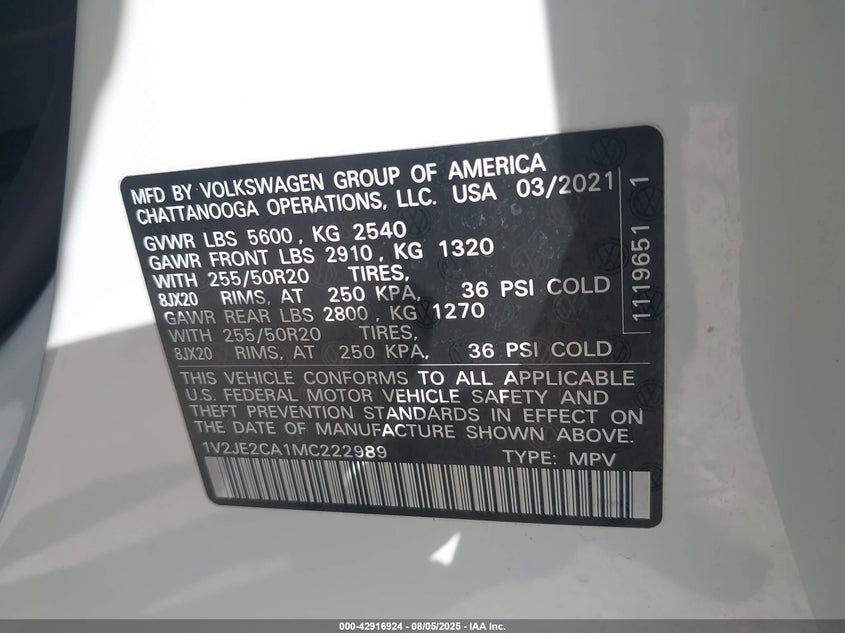 MFD BY VOLKSWAGEN GROUP OF AMERICA
CHATTANOOGA OPERATIONS, LLC. USA 03/2021
GVWR LBS 5600, KG 2540
GAWR FRONT LBS 2910, KG 1320
WITH 255/50R20 TIRES,
8JX20 RIMS, AT 250 KPA, 36 PSI COLD
GAWR REAR LBS 2800, KG 1270
WITH 255/50R20 TIRES,
8JX20 RIMS, AT 250 KPA, 36 PSI COLD
THIS VEHICLE CONFORMS TO ALL APPLICABLE
U.S. FEDERAL MOTOR VEHICLE SAFETY AND
THEFT PREVENTION STANDARDS IN EFFECT ON
THE DATE OF MANUFACTURE SHOWN ABOVE.
1V2JE2CA1MC222989 TYPE: MPV
1119651 1
000-42916924 - 08/05/2025 - IAA Inc.